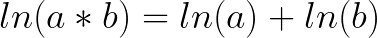 ln(a * b) = ln(a) + ln(b)